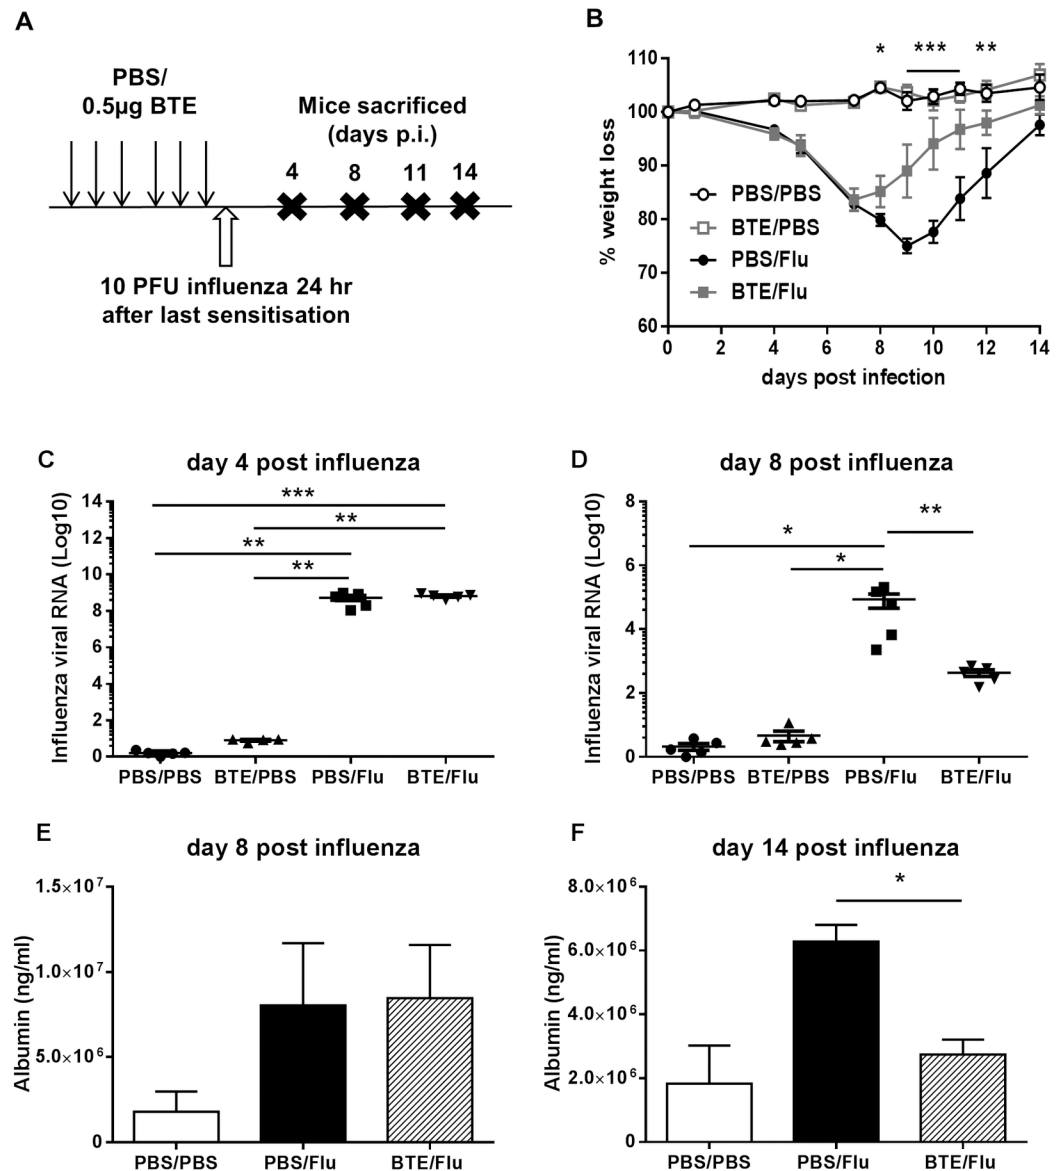 A
PBS/
0.5µg BTE
Mice sacrificed
(days p.i.)
4 8 11 14
10 PFU influenza 24 hr
after last sensitisation
B
* *** **
110
100
90
80
70
60
% weight loss
PBS/PBS
BTE/PBS
PBS/Flu
BTE/Flu
0 2 4 6 8 10 12 14
days post infection
C
day 4 post influenza
Influenza viral RNA (Log10)
14
12
10
8
6
4
2
0
***
**
**
**
PBS/PBS BTE/PBS PBS/Flu BTE/Flu
D
day 8 post influenza
Influenza viral RNA (Log10)
8
6
4
2
0
**
*
*
PBS/PBS BTE/PBS PBS/Flu BTE/Flu
E
day 8 post influenza
Albumin (ng/ml)
1.5×10⁷
1.0×10⁷
5.0×10⁶
0
PBS/PBS PBS/Flu BTE/Flu
F
day 14 post influenza
Albumin (ng/ml)
8.0×10⁶
6.0×10⁶
4.0×10⁶
2.0×10⁶
0
*
PBS/PBS PBS/Flu BTE/Flu